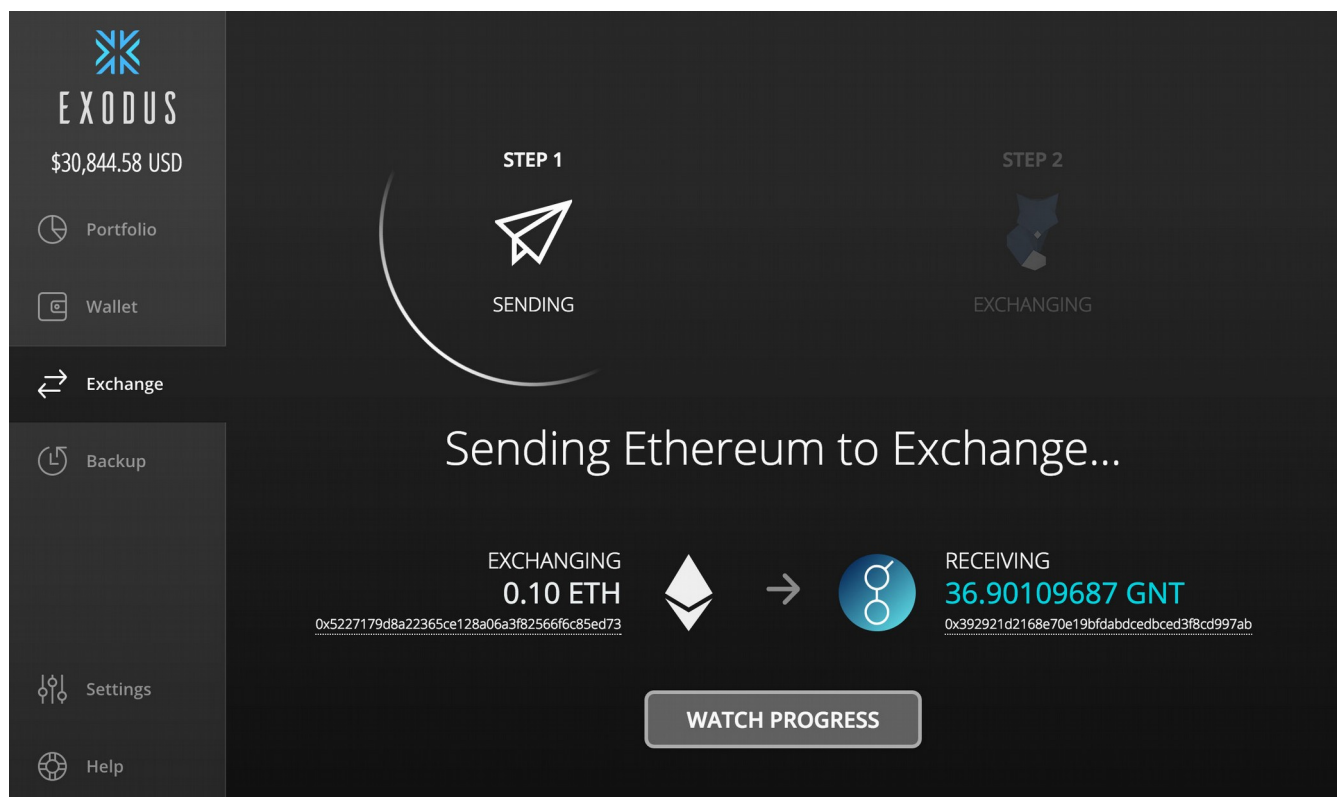 EXODUS
$30,844.58 USD
Portfolio
Wallet
Exchange
Backup
Settings
Help
STEP 1
SENDING
STEP 2
EXCHANGING
Sending Ethereum to Exchange...
EXCHANGING
0.10 ETH
0x5227179d8a22365ce128a06a3f82566f6c85ed73
RECEIVING
36.90109687 GNT
0x392921d2168e70e19bfdabdcedbced3f8cd997ab
WATCH PROGRESS